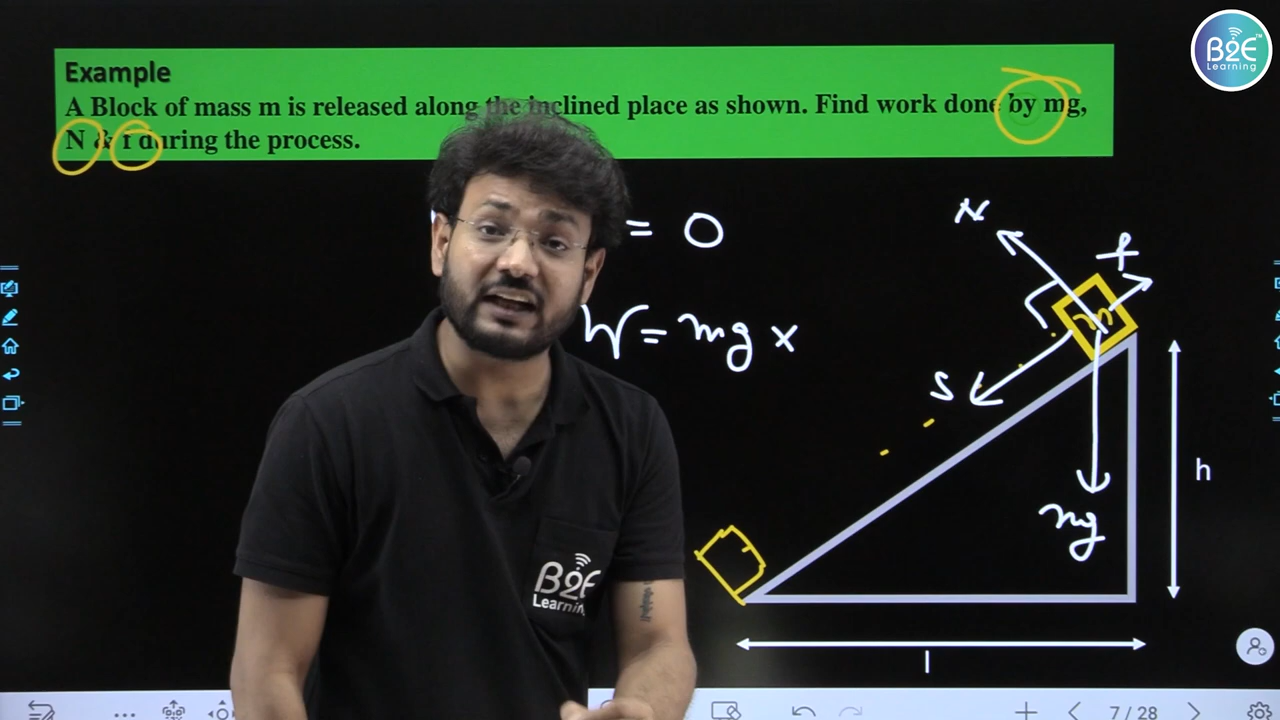 B2E
Learning
Example
A Block of mass m is released along the inclined place as shown. Find work done by mg,
N & f during the process.
N
f
= 0
m
W = mg x
S
h
mg
B2E
Learning
l
7 / 28